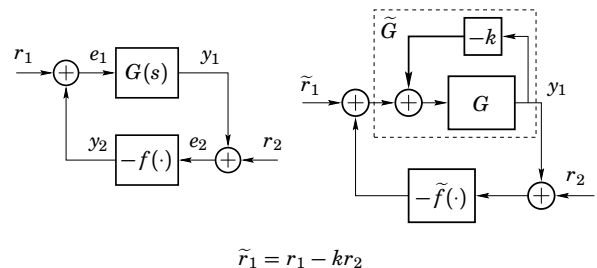 r₁
e₁
G(s)
y₁
y₂
−f(·)
e₂
r₂
G̃
−k
r̃₁
G
y₁
r₂
−f̃(·)
r̃₁ = r₁ − kr₂